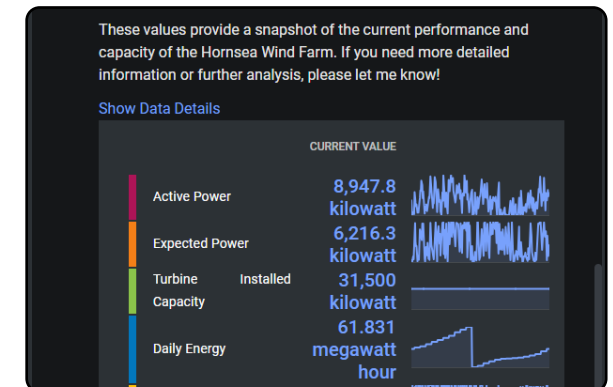 These values provide a snapshot of the current performance and
capacity of the Hornsea Wind Farm. If you need more detailed
information or further analysis, please let me know!
Show Data Details
CURRENT VALUE
Active Power
8,947.8
kilowatt
Expected Power
6,216.3
kilowatt
Turbine Installed
Capacity
31,500
kilowatt
Daily Energy
61.831
megawatt
hour